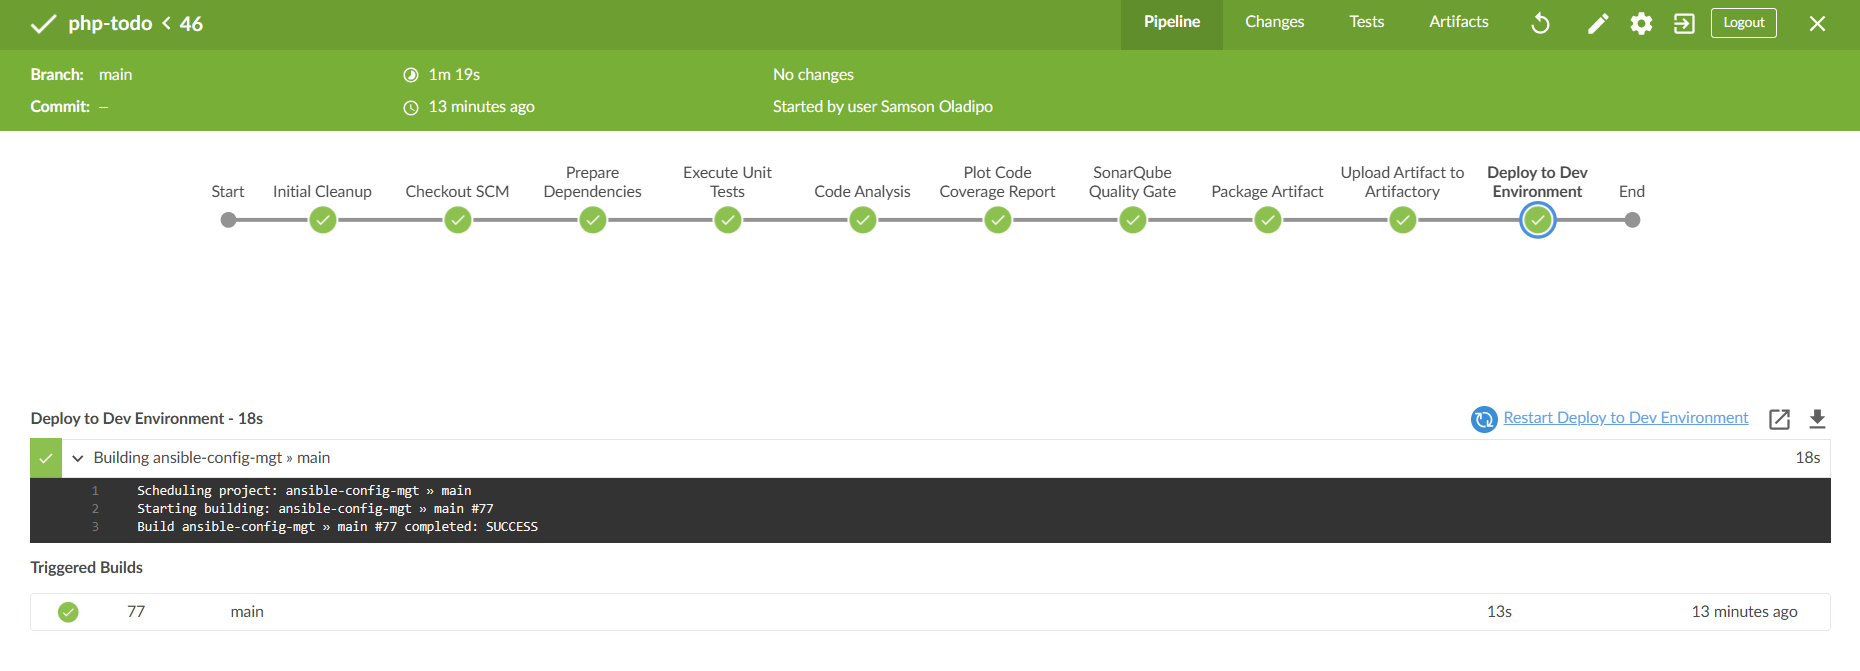 php-todo < 46
Pipeline
Changes
Tests
Artifacts
Logout
Branch: main
1m 19s
No changes
Commit: —
13 minutes ago
Started by user Samson Oladipo
Start
Initial Cleanup
Checkout SCM
Prepare
Dependencies
Execute Unit
Tests
Code Analysis
Plot Code
Coverage Report
SonarQube
Quality Gate
Package Artifact
Upload Artifact to
Artifactory
Deploy to Dev
Environment
End
Deploy to Dev Environment - 18s
Restart Deploy to Dev Environment
Building ansible-config-mgt » main
18s
1 Scheduling project: ansible-config-mgt » main
2 Starting building: ansible-config-mgt » main #77
3 Build ansible-config-mgt » main #77 completed: SUCCESS
Triggered Builds
77 main 13s 13 minutes ago